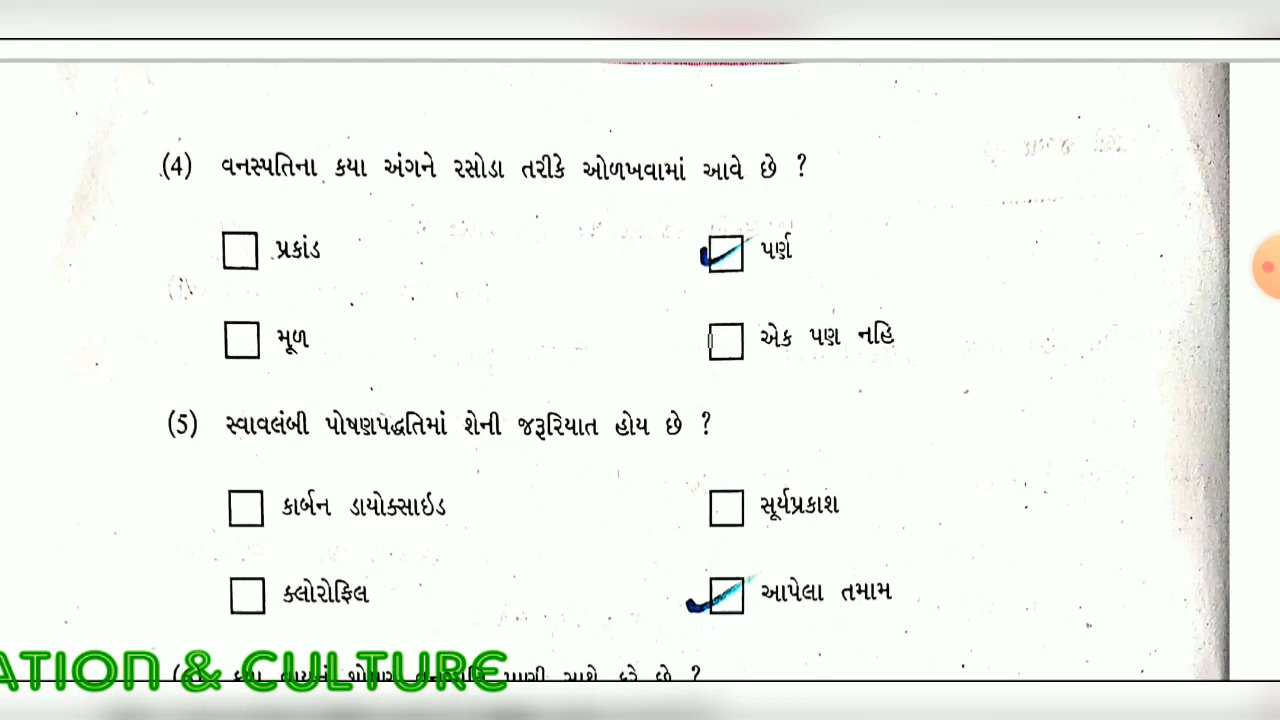 (4) વનસ્પતિના કયા અંગને રસોડા તરીકે ઓળખવામાં આવે છે ?
પ્રકાંડ પર્ણ
મૂળ એક પણ નહિ
(5) સ્વાવલંબી પોષણપદ્ધતિમાં શેની જરૂરિયાત હોય છે ?
કાર્બન ડાયોક્સાઇડ સૂર્યપ્રકાશ
ક્લોરોફિલ આપેલા તમામ
ATION & CULTURE
છે ?